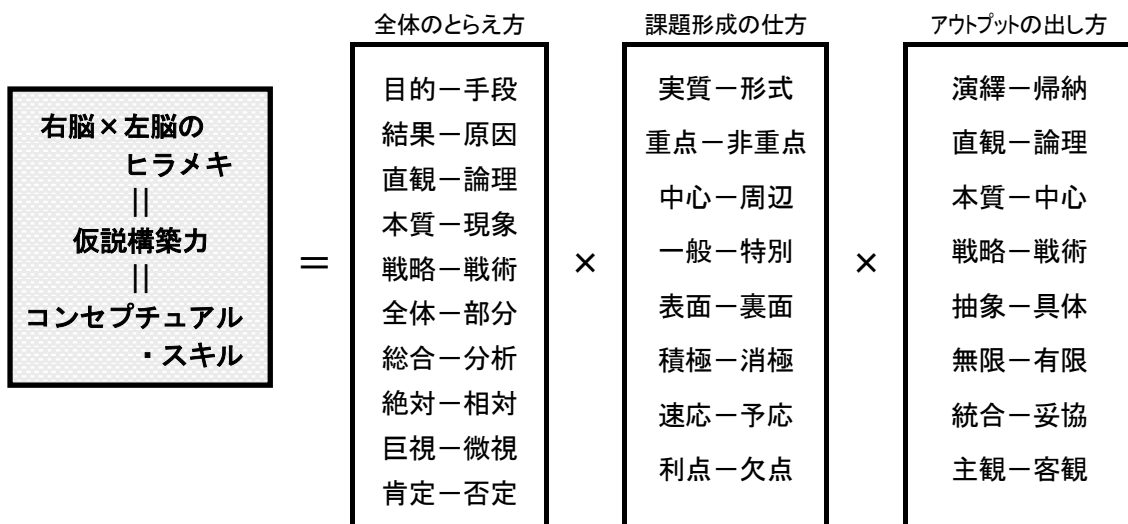 全体のとらえ方
課題形成の仕方
アウトプットの出し方
右脳×左脳の
ヒラメキ
||
仮説構築力
||
コンセプチュアル
・スキル
＝
目的－手段
結果－原因
直観－論理
本質－現象
戦略－戦術
全体－部分
総合－分析
絶対－相対
巨視－微視
肯定－否定
×
実質－形式
重点－非重点
中心－周辺
一般－特別
表面－裏面
積極－消極
速応－予応
利点－欠点
×
演繹－帰納
直観－論理
本質－中心
戦略－戦術
抽象－具体
無限－有限
統合－妥協
主観－客観